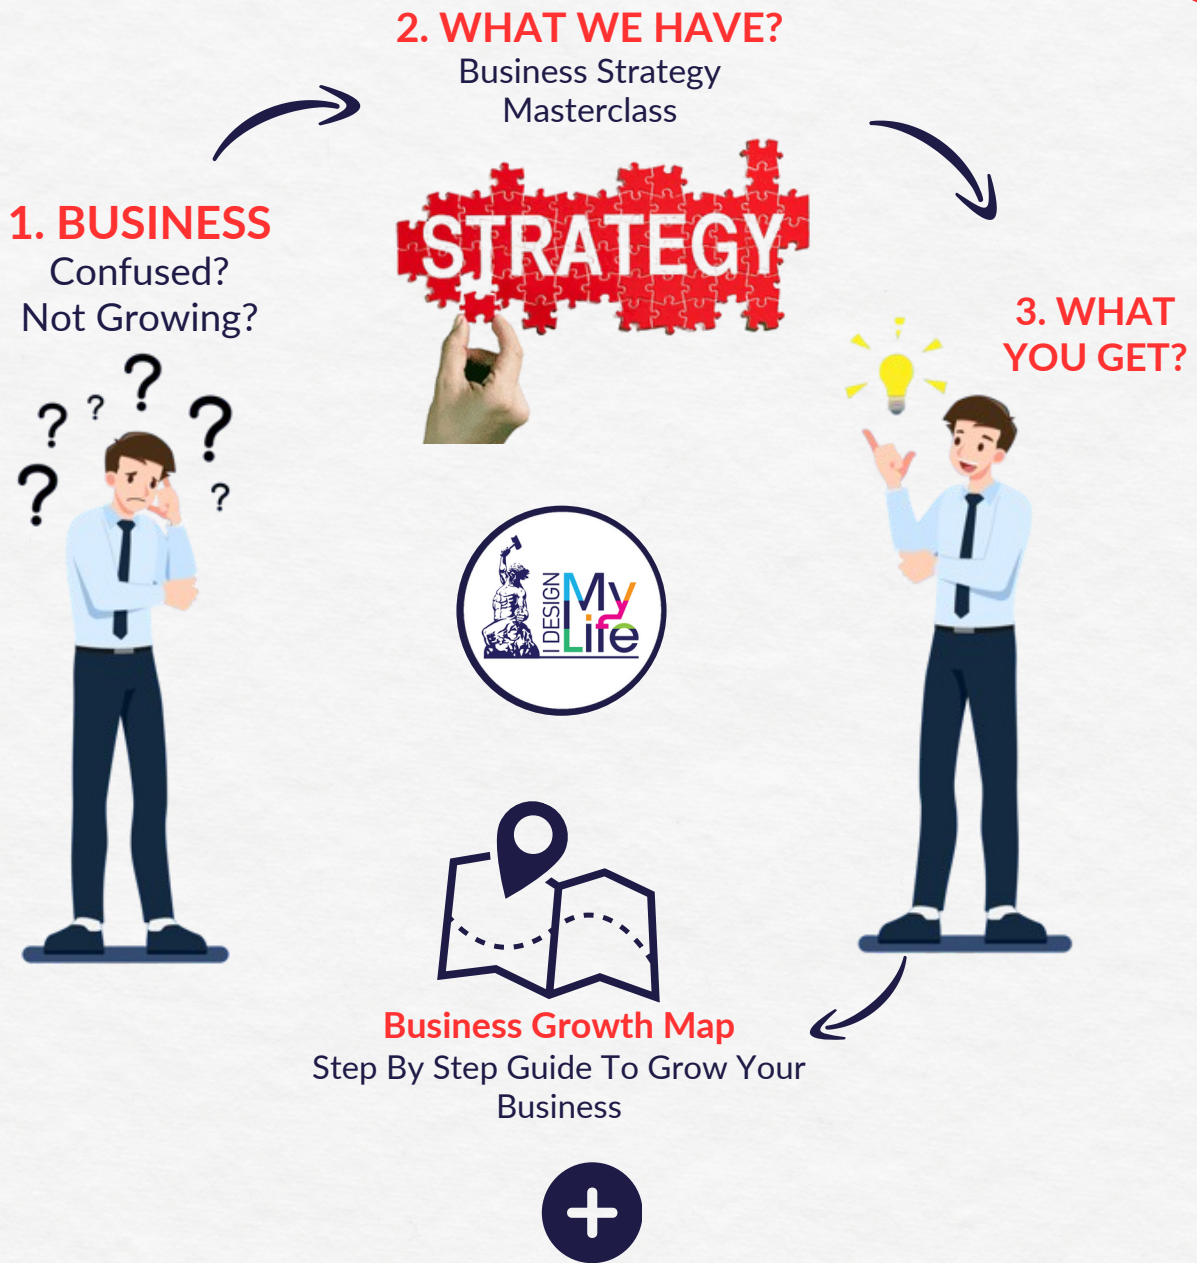 2. WHAT WE HAVE?
Business Strategy
Masterclass
STRATEGY
1. BUSINESS
Confused?
Not Growing?
? ? ? ? ? ?
3. WHAT
YOU GET?
I DESIGN
My
Life
Business Growth Map
Step By Step Guide To Grow Your
Business
+